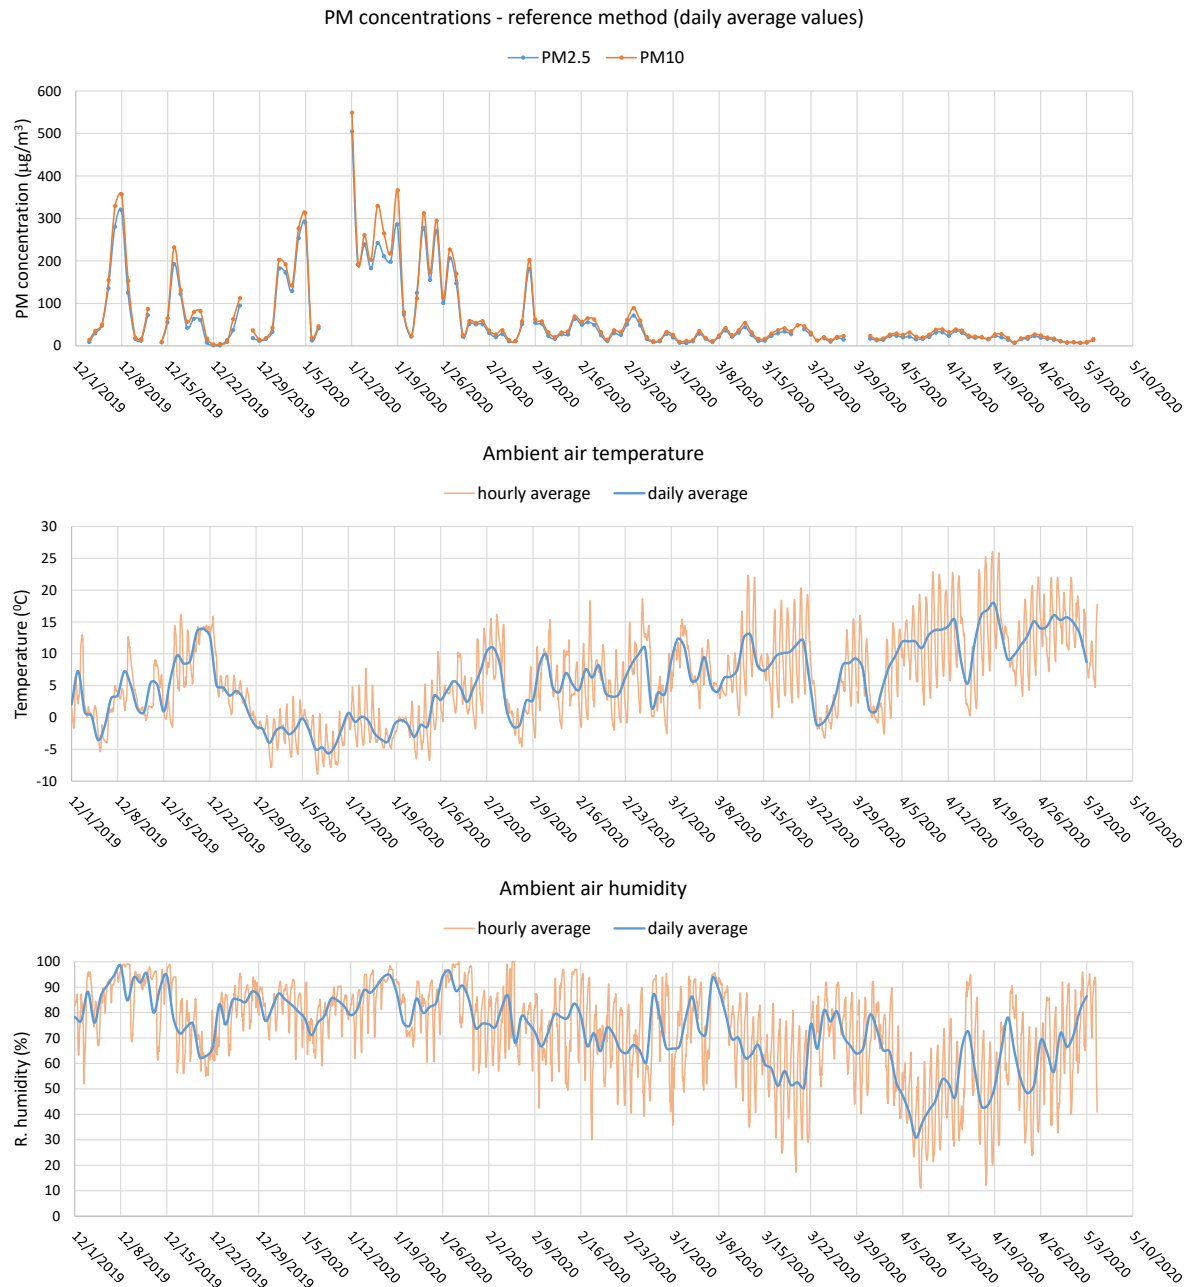 PM concentrations - reference method (daily average values)
PM2.5 PM10
PM concentration (µg/m³)
600
500
400
300
200
100
0
12/1/2019 12/8/2019 12/15/2019 12/22/2019 12/29/2019 1/5/2020 1/12/2020 1/19/2020 1/26/2020 2/2/2020 2/9/2020 2/16/2020 2/23/2020 3/1/2020 3/8/2020 3/15/2020 3/22/2020 3/29/2020 4/5/2020 4/12/2020 4/19/2020 4/26/2020 5/3/2020 5/10/2020
Ambient air temperature
hourly average daily average
Temperature (⁰C)
30
25
20
15
10
5
0
-5
-10
12/1/2019 12/8/2019 12/15/2019 12/22/2019 12/29/2019 1/5/2020 1/12/2020 1/19/2020 1/26/2020 2/2/2020 2/9/2020 2/16/2020 2/23/2020 3/1/2020 3/8/2020 3/15/2020 3/22/2020 3/29/2020 4/5/2020 4/12/2020 4/19/2020 4/26/2020 5/3/2020 5/10/2020
Ambient air humidity
hourly average daily average
R. humidity (%)
100
90
80
70
60
50
40
30
20
10
0
12/1/2019 12/8/2019 12/15/2019 12/22/2019 12/29/2019 1/5/2020 1/12/2020 1/19/2020 1/26/2020 2/2/2020 2/9/2020 2/16/2020 2/23/2020 3/1/2020 3/8/2020 3/15/2020 3/22/2020 3/29/2020 4/5/2020 4/12/2020 4/19/2020 4/26/2020 5/3/2020 5/10/2020